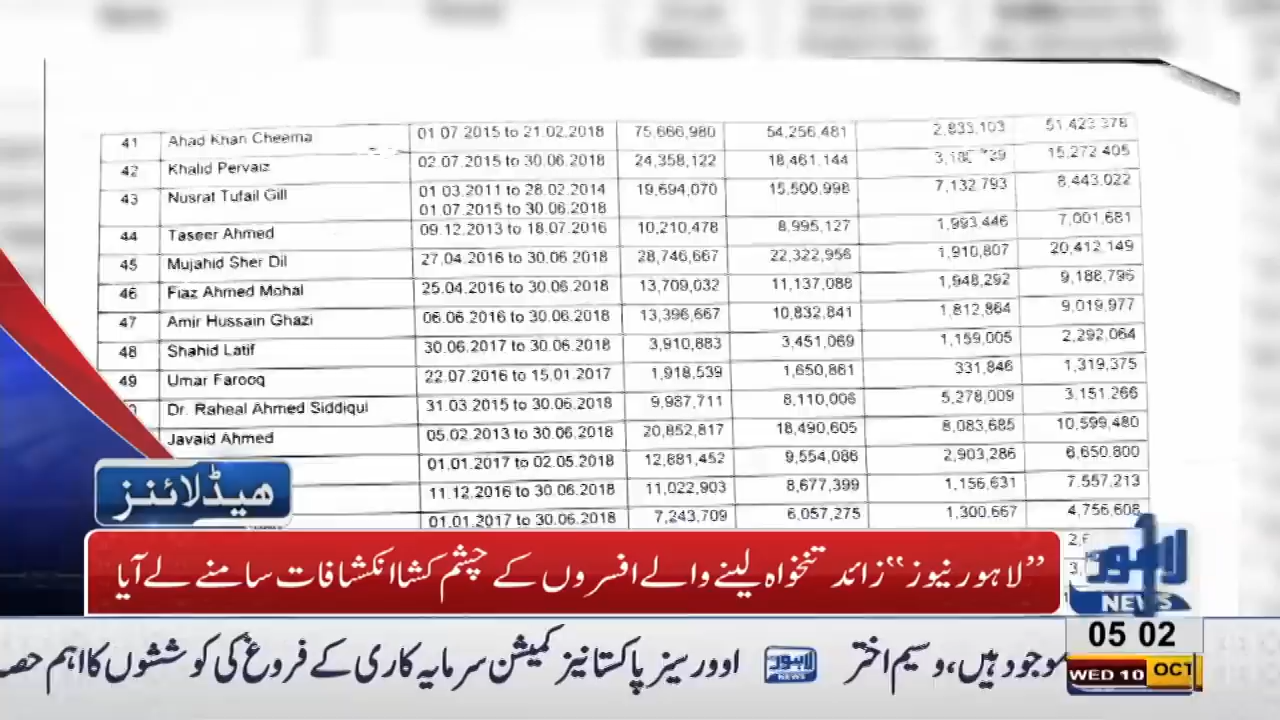 41 Ahad Khan Cheema 01.07.2015 to 21.02.2018 75,666,980 54,256,481 2,833,103 51,423,378
42 Khalid Pervaiz 02.07.2015 to 30.06.2018 24,358,122 18,461,144 15,272,405
43 Nusrat Tufail Gill 01.03.2011 to 28.02.2014 19,694,070 15,500,998 7,132,793 8,443,022
01.07.2015 to 30.06.2018
44 Taseer Ahmed 09.12.2013 to 18.07.2016 10,210,478 8,995,127 1,993,446 7,001,681
45 Mujahid Sher Dil 27.04.2016 to 30.06.2018 28,746,667 22,322,956 1,910,807 20,412,149
46 Fiaz Ahmed Mohal 25.04.2016 to 30.06.2018 13,709,032 11,137,088 1,948,292 9,188,796
47 Amir Hussain Ghazi 06.06.2016 to 30.06.2018 13,396,667 10,832,841 1,812,864 9,019,977
48 Shahid Latif 30.06.2017 to 30.06.2018 3,910,883 3,451,069 1,159,005 2,292,064
49 Umar Farooq 22.07.2016 to 15.01.2017 1,918,539 1,650,861 331,846 1,319,375
Dr. Raheal Ahmed Siddiqui 31.03.2015 to 30.06.2018 9,987,711 8,110,006 5,278,009 3,151,266
Javaid Ahmed 05.02.2013 to 30.06.2018 20,852,817 18,490,605 8,083,685 10,599,480
01.01.2017 to 02.05.2018 12,881,452 9,554,086 2,903,286 6,650,800
11.12.2016 to 30.06.2018 11,022,903 8,677,399 1,156,631 7,557,213
01.01.2017 to 30.06.2018 7,243,709 6,057,275 1,300,667 4,756,608
ھیڈلائنز
”لاہور نیوز“ زائد تنخواہ لینے والے افسروں کے چشم کشا انکشافات سامنے لے آیا
لاہور
NEWS
05 02
موجود ہیں، وسیم اختر لاہور NEWS اوورسیز پاکستانیز کمیشن سرمایہ کاری کے فروغ کی کوششوں کا اہم حصہ
WED 10 OCT